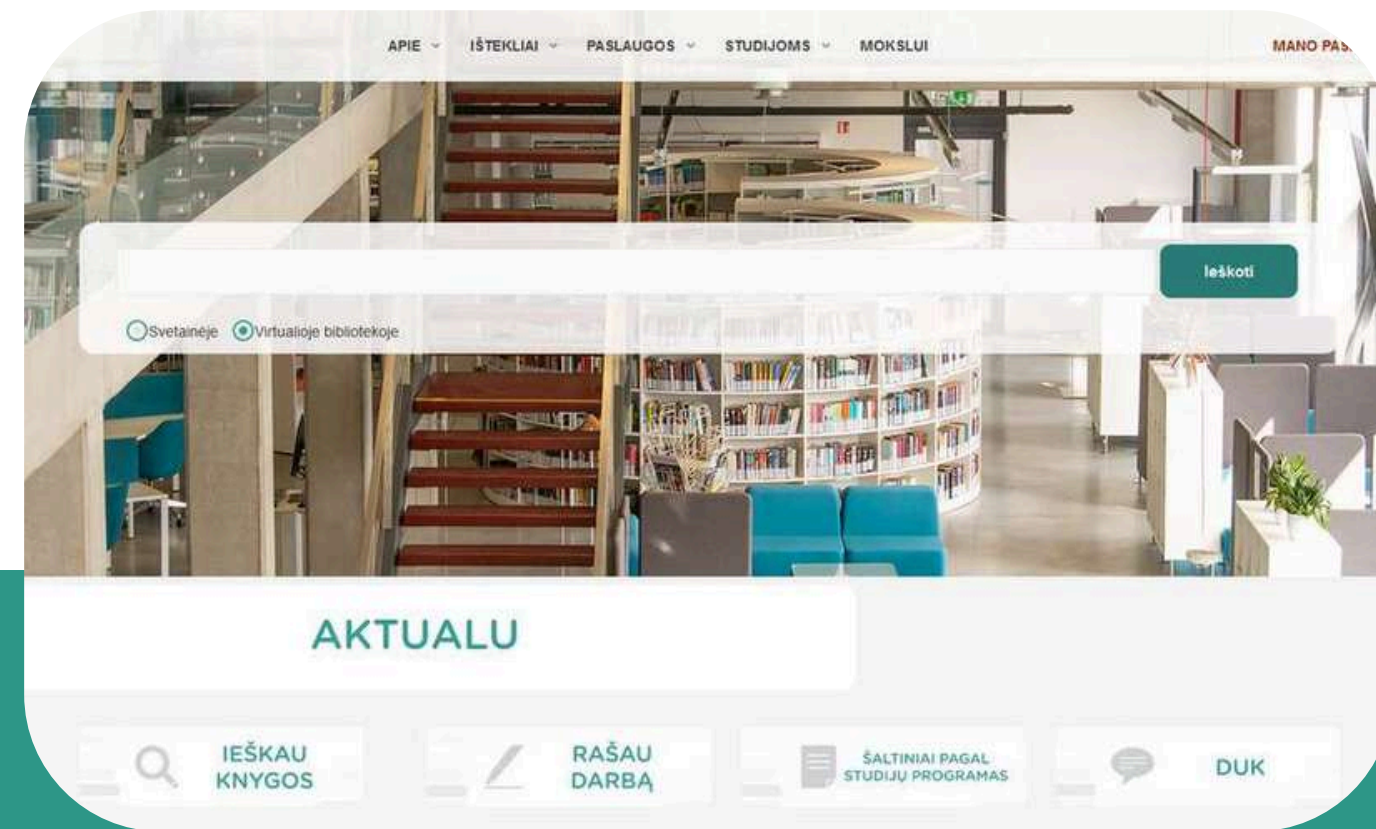 APIE IŠTEKLIAI PASLAUGOS STUDIJOMS MOKSLUI MANO
Ieškoti
Svetainėje Virtualioje bibliotekoje
AKTUALU
IEŠKAU
KNYGOS
RAŠAU
DARBĄ
ŠALTINIAI PAGAL
STUDIJŲ PROGRAMAS
DUK